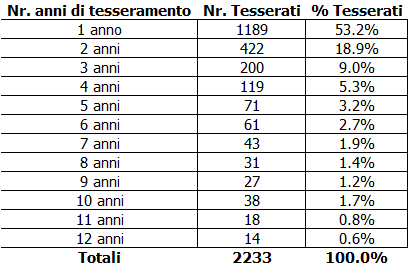 Nr. anni di tesseramento Nr. Tesserati % Tesserati
1 anno 1189 53.2%
2 anni 422 18.9%
3 anni 200 9.0%
4 anni 119 5.3%
5 anni 71 3.2%
6 anni 61 2.7%
7 anni 43 1.9%
8 anni 31 1.4%
9 anni 27 1.2%
10 anni 38 1.7%
11 anni 18 0.8%
12 anni 14 0.6%
Totali 2233 100.0%